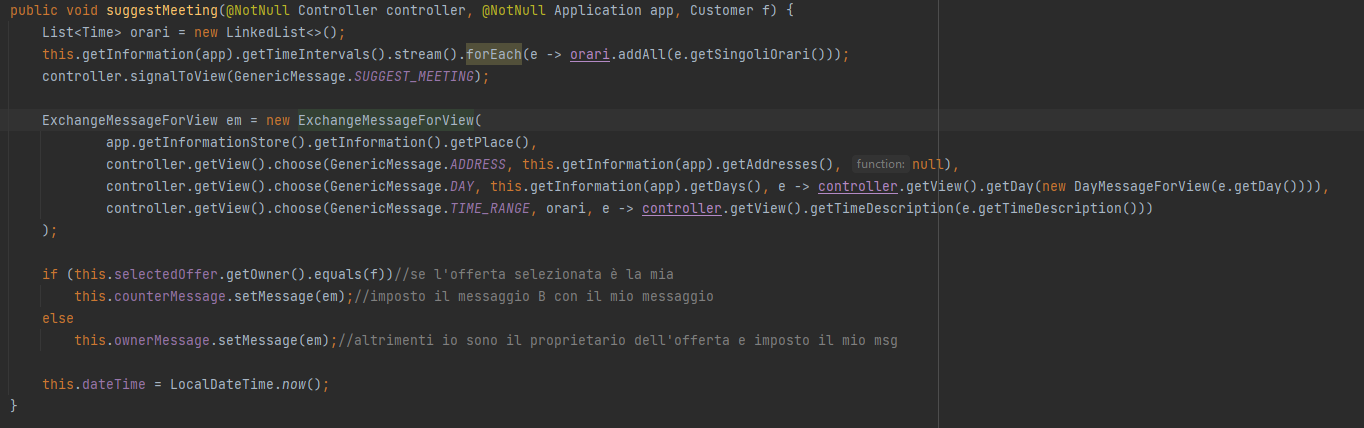 public void suggestMeeting(@NotNull Controller controller, @NotNull Application app, Customer f) {
    List<Time> orari = new LinkedList<>();
    this.getInformation(app).getTimeIntervals().stream().forEach(e -> orari.addAll(e.getSingoliOrari()));
    controller.signalToView(GenericMessage.SUGGEST_MEETING);

    ExchangeMessageForView em = new ExchangeMessageForView(
            app.getInformationStore().getInformation().getPlace(),
            controller.getView().choose(GenericMessage.ADDRESS, this.getInformation(app).getAddresses(), function: null),
            controller.getView().choose(GenericMessage.DAY, this.getInformation(app).getDays(), e -> controller.getView().getDay(new DayMessageForView(e.getDay()))),
            controller.getView().choose(GenericMessage.TIME_RANGE, orari, e -> controller.getView().getTimeDescription(e.getTimeDescription()))
    );

    if (this.selectedOffer.getOwner().equals(f))//se l'offerta selezionata è la mia
        this.counterMessage.setMessage(em);//imposto il messaggio B con il mio messaggio
    else
        this.ownerMessage.setMessage(em);//altrimenti io sono il proprietario dell'offerta e imposto il mio msg

    this.dateTime = LocalDateTime.now();
}